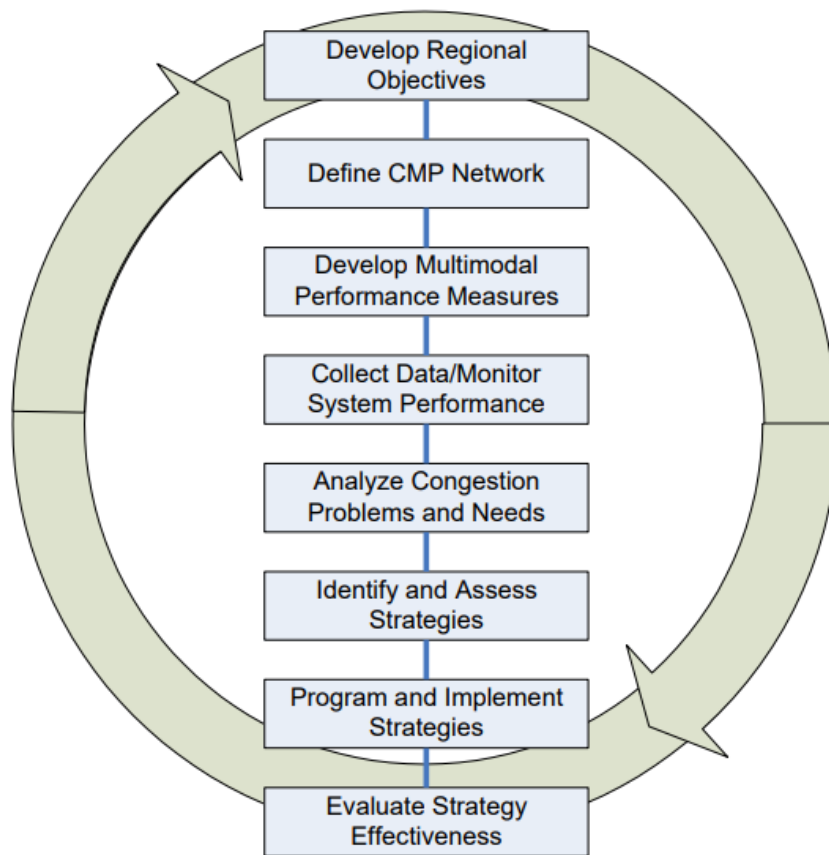 Develop Regional
Objectives
Define CMP Network
Develop Multimodal
Performance Measures
Collect Data/Monitor
System Performance
Analyze Congestion
Problems and Needs
Identify and Assess
Strategies
Program and Implement
Strategies
Evaluate Strategy
Effectiveness